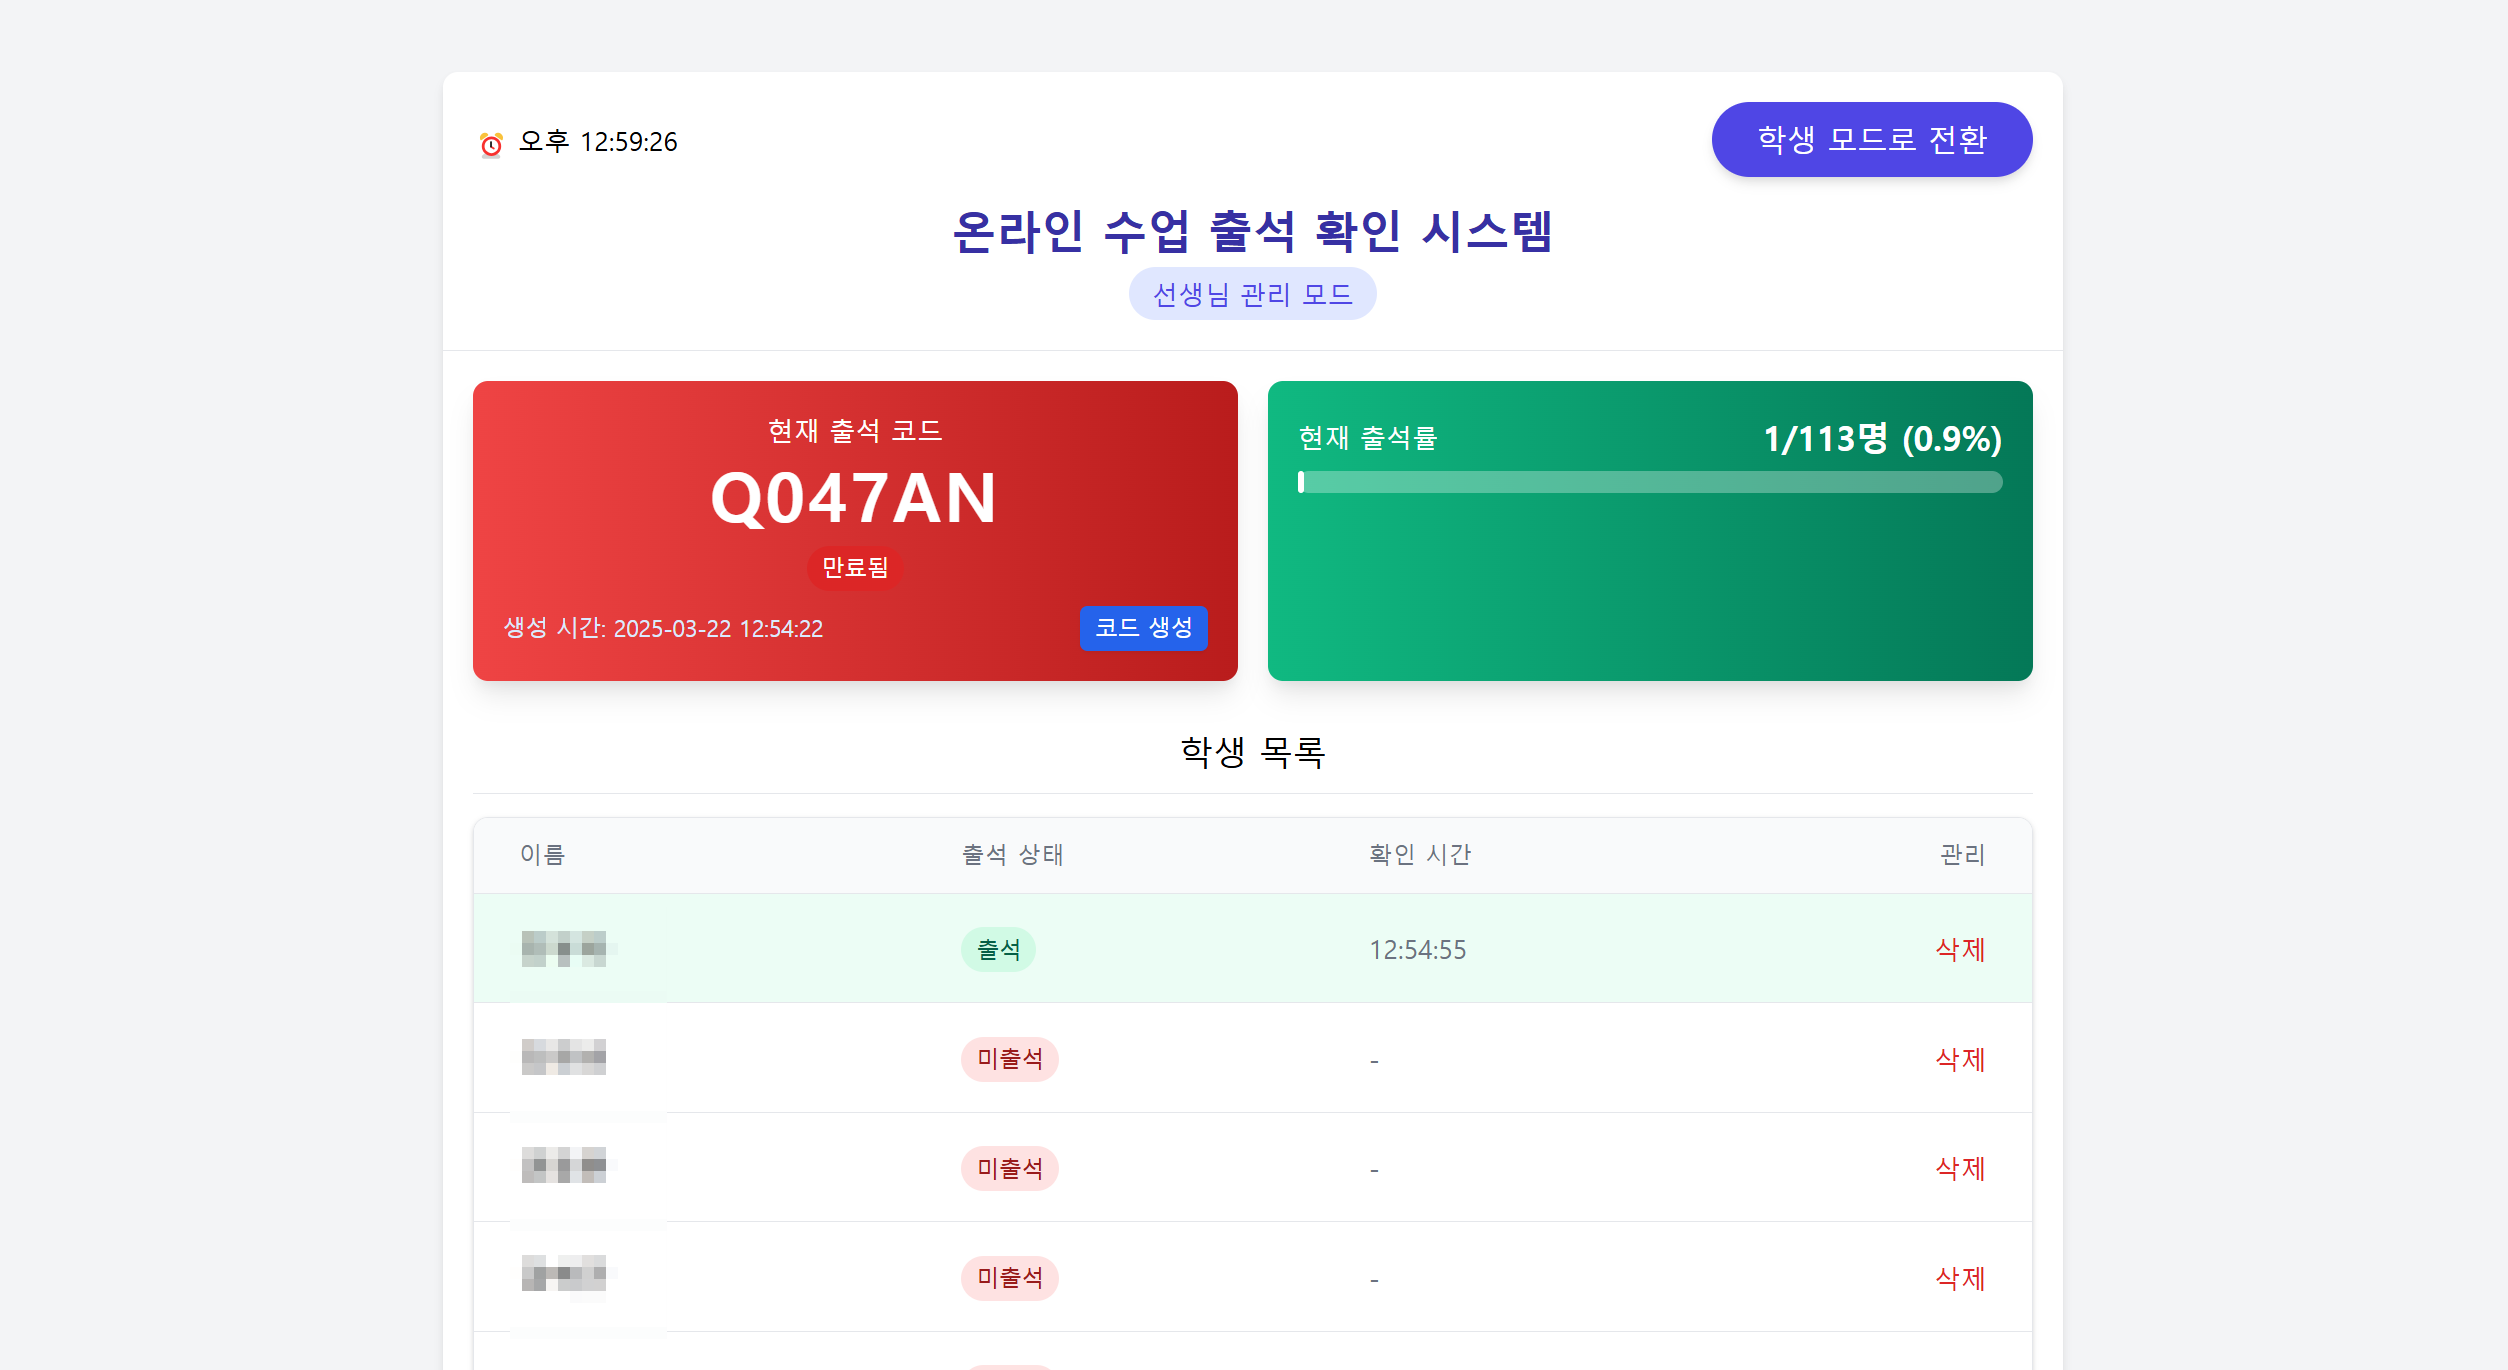 오후 12:59:26
학생 모드로 전환
온라인 수업 출석 확인 시스템
선생님 관리 모드
현재 출석 코드
Q047AN
만료됨
생성 시간: 2025-03-22 12:54:22
코드 생성
현재 출석률
1/113명 (0.9%)
학생 목록
이름 출석 상태 확인 시간 관리
출석 12:54:55 삭제
미출석 - 삭제
미출석 - 삭제
미출석 - 삭제